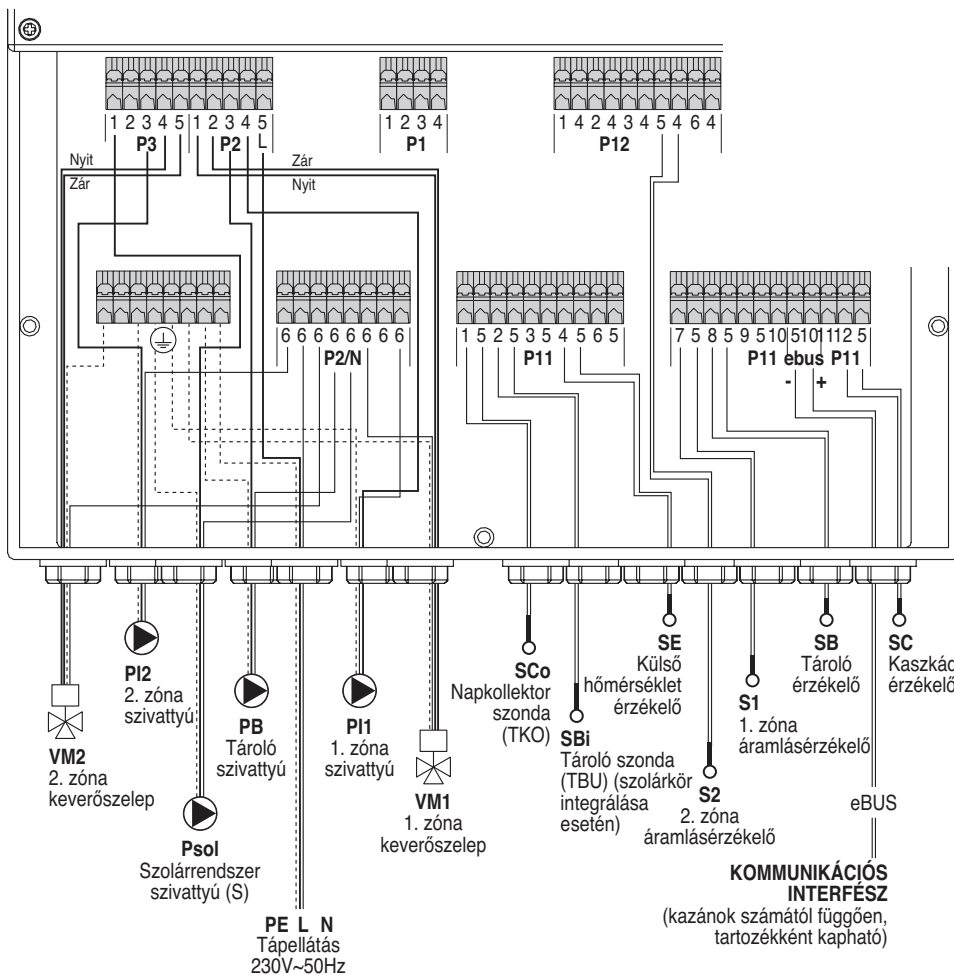 1 2 3 4 5 1 2 3 4 5
L
P3 P2
1 2 3 4
P1
1 4 2 4 3 4 5 4 6 4
P12
Nyit
Zár
Zár
Nyit
6 6 6 6 6 6 6 6
P2/N
1 5 2 5 3 5 4 5 6 5
P11
7 5 8 5 9 5 10 5 10 11 12 5
P11 ebus P11
- +
VM2
2. zóna
keverőszelep
PI2
2. zóna
szivattyú
Psol
Szolárrendszer
szivattyú (S)
PB
Tároló
szivattyú
PE L N
Tápellátás
230V~50Hz
PI1
1. zóna
szivattyú
VM1
1. zóna
keverőszelep
SCo
Napkollektor
szonda
(TKO)
SBi
Tároló szonda
(TBU) (szolárkör
integrálása
esetén)
SE
Külső
hőmérséklet
érzékelő
S2
2. zóna
áramlásérzékelő
S1
1. zóna
áramlásérzékelő
SB
Tároló
érzékelő
SC
Kaszkád
érzékelő
eBUS
KOMMUNIKÁCIÓS
INTERFÉSZ
(kazánok számától függően,
tartozékként kapható)